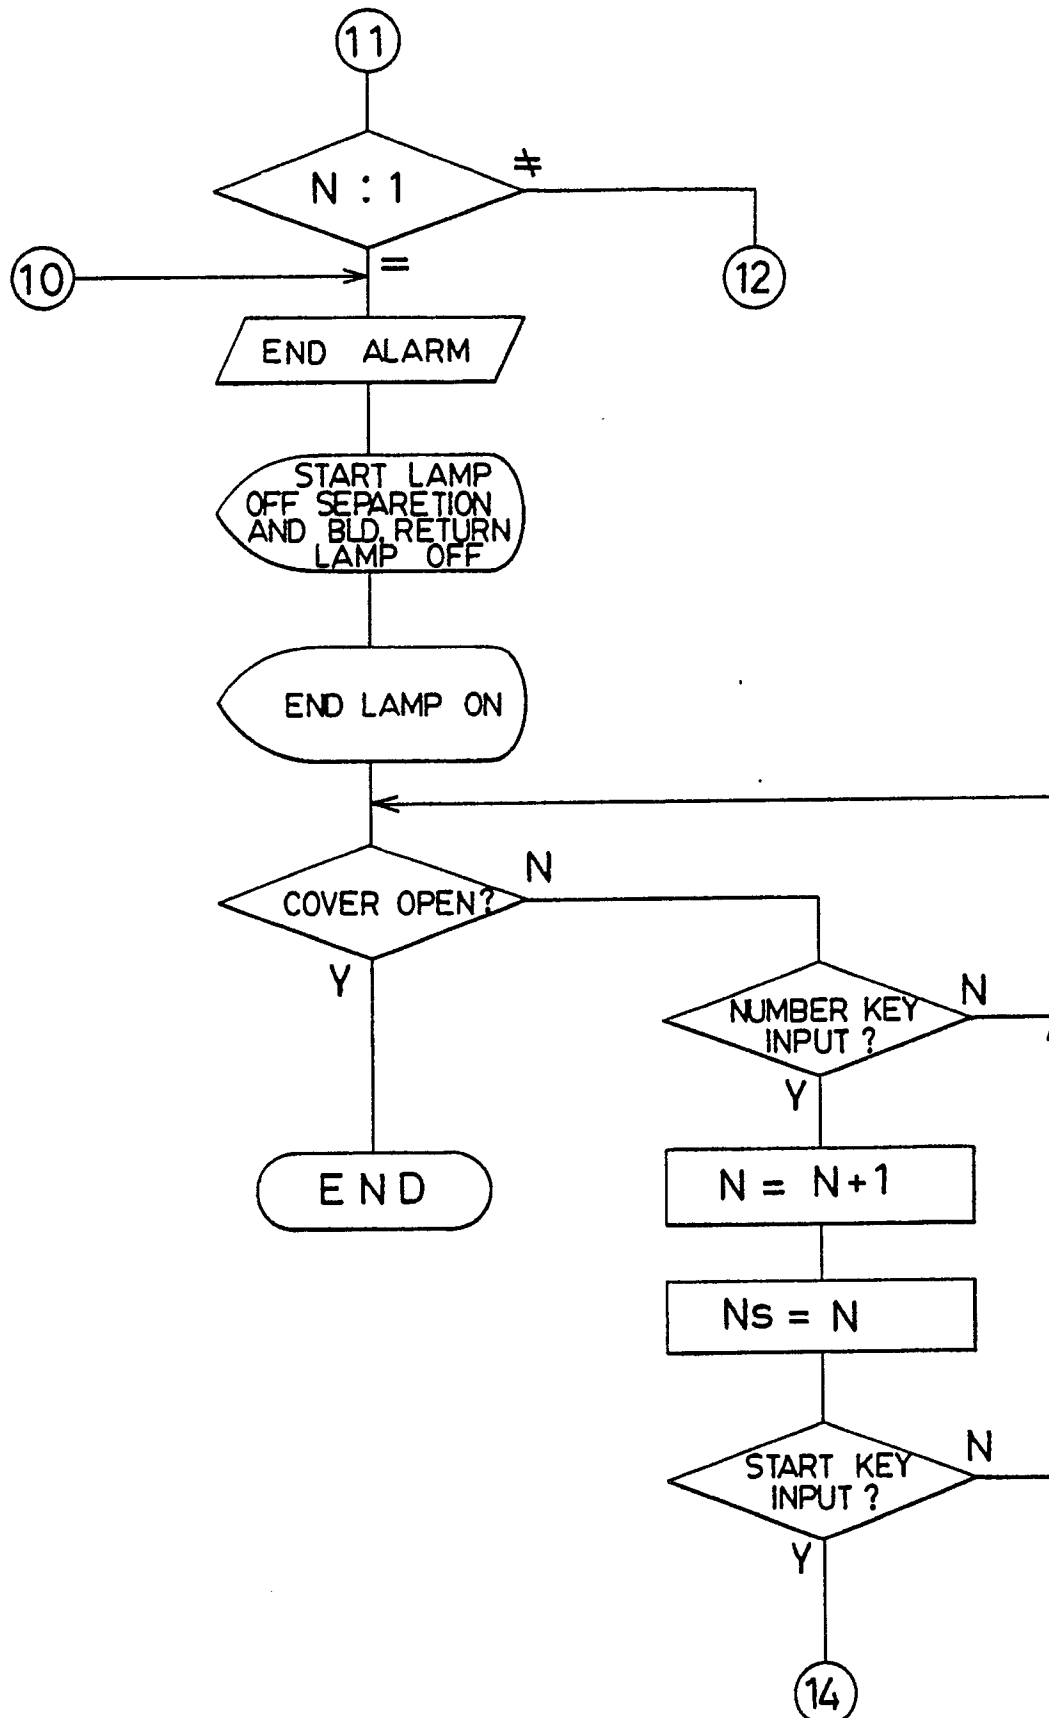 11
N : 1
≠
10
=
12
END ALARM
START LAMP
OFF SEPARETION
AND BLD. RETURN
LAMP OFF
END LAMP ON
COVER OPEN?
N
Y
NUMBER KEY
INPUT ?
N
Y
END
N = N+1
Ns = N
START KEY
INPUT ?
N
Y
14